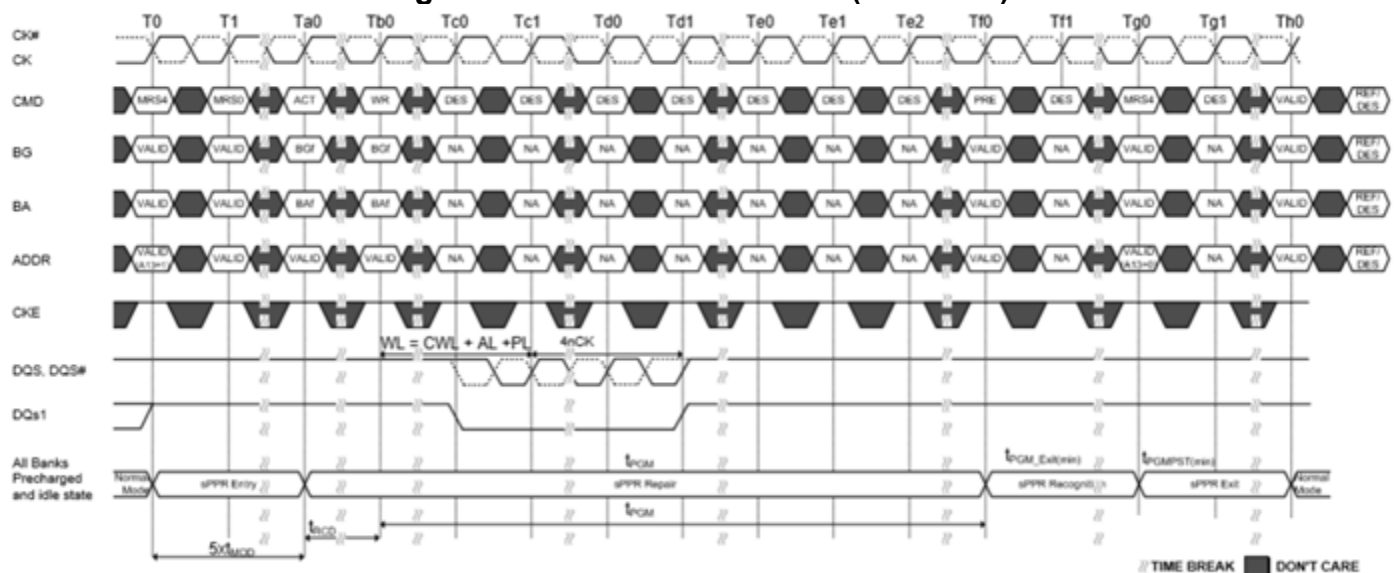 T0 T1 Ta0 Tb0 Tc0 Tc1 Td0 Td1 Te0 Te1 Te2 Tf0 Tf1 Tg0 Tg1 Th0
CK#
CK
CMD MRS4 MRS0 ACT WR DES DES DES DES DES DES DES PRE DES MRS4 DES VALID REF/ DES
BG VALID VALID BGf BGf NA NA NA NA NA NA NA VALID NA VALID NA VALID REF/ DES
BA VALID VALID BAf BAf NA NA NA NA NA NA NA VALID NA VALID NA VALID REF/ DES
ADDR VALID (A13=1) VALID VALID VALID NA NA NA NA NA NA NA VALID NA VALID (A13=0) NA VALID REF/ DES
CKE
WL = CWL + AL +PL 4nCK
DQS, DQS#
DQs1
All Banks
Precharged
and idle state
Normal Mode sPPR Entry tPGM sPPR Repair tPGM_Exit(min) sPPR tPGMPST(min) sPPR Exit Normal Mode
tRCD tPGM
5xtMOD
TIME BREAK DON'T CARE